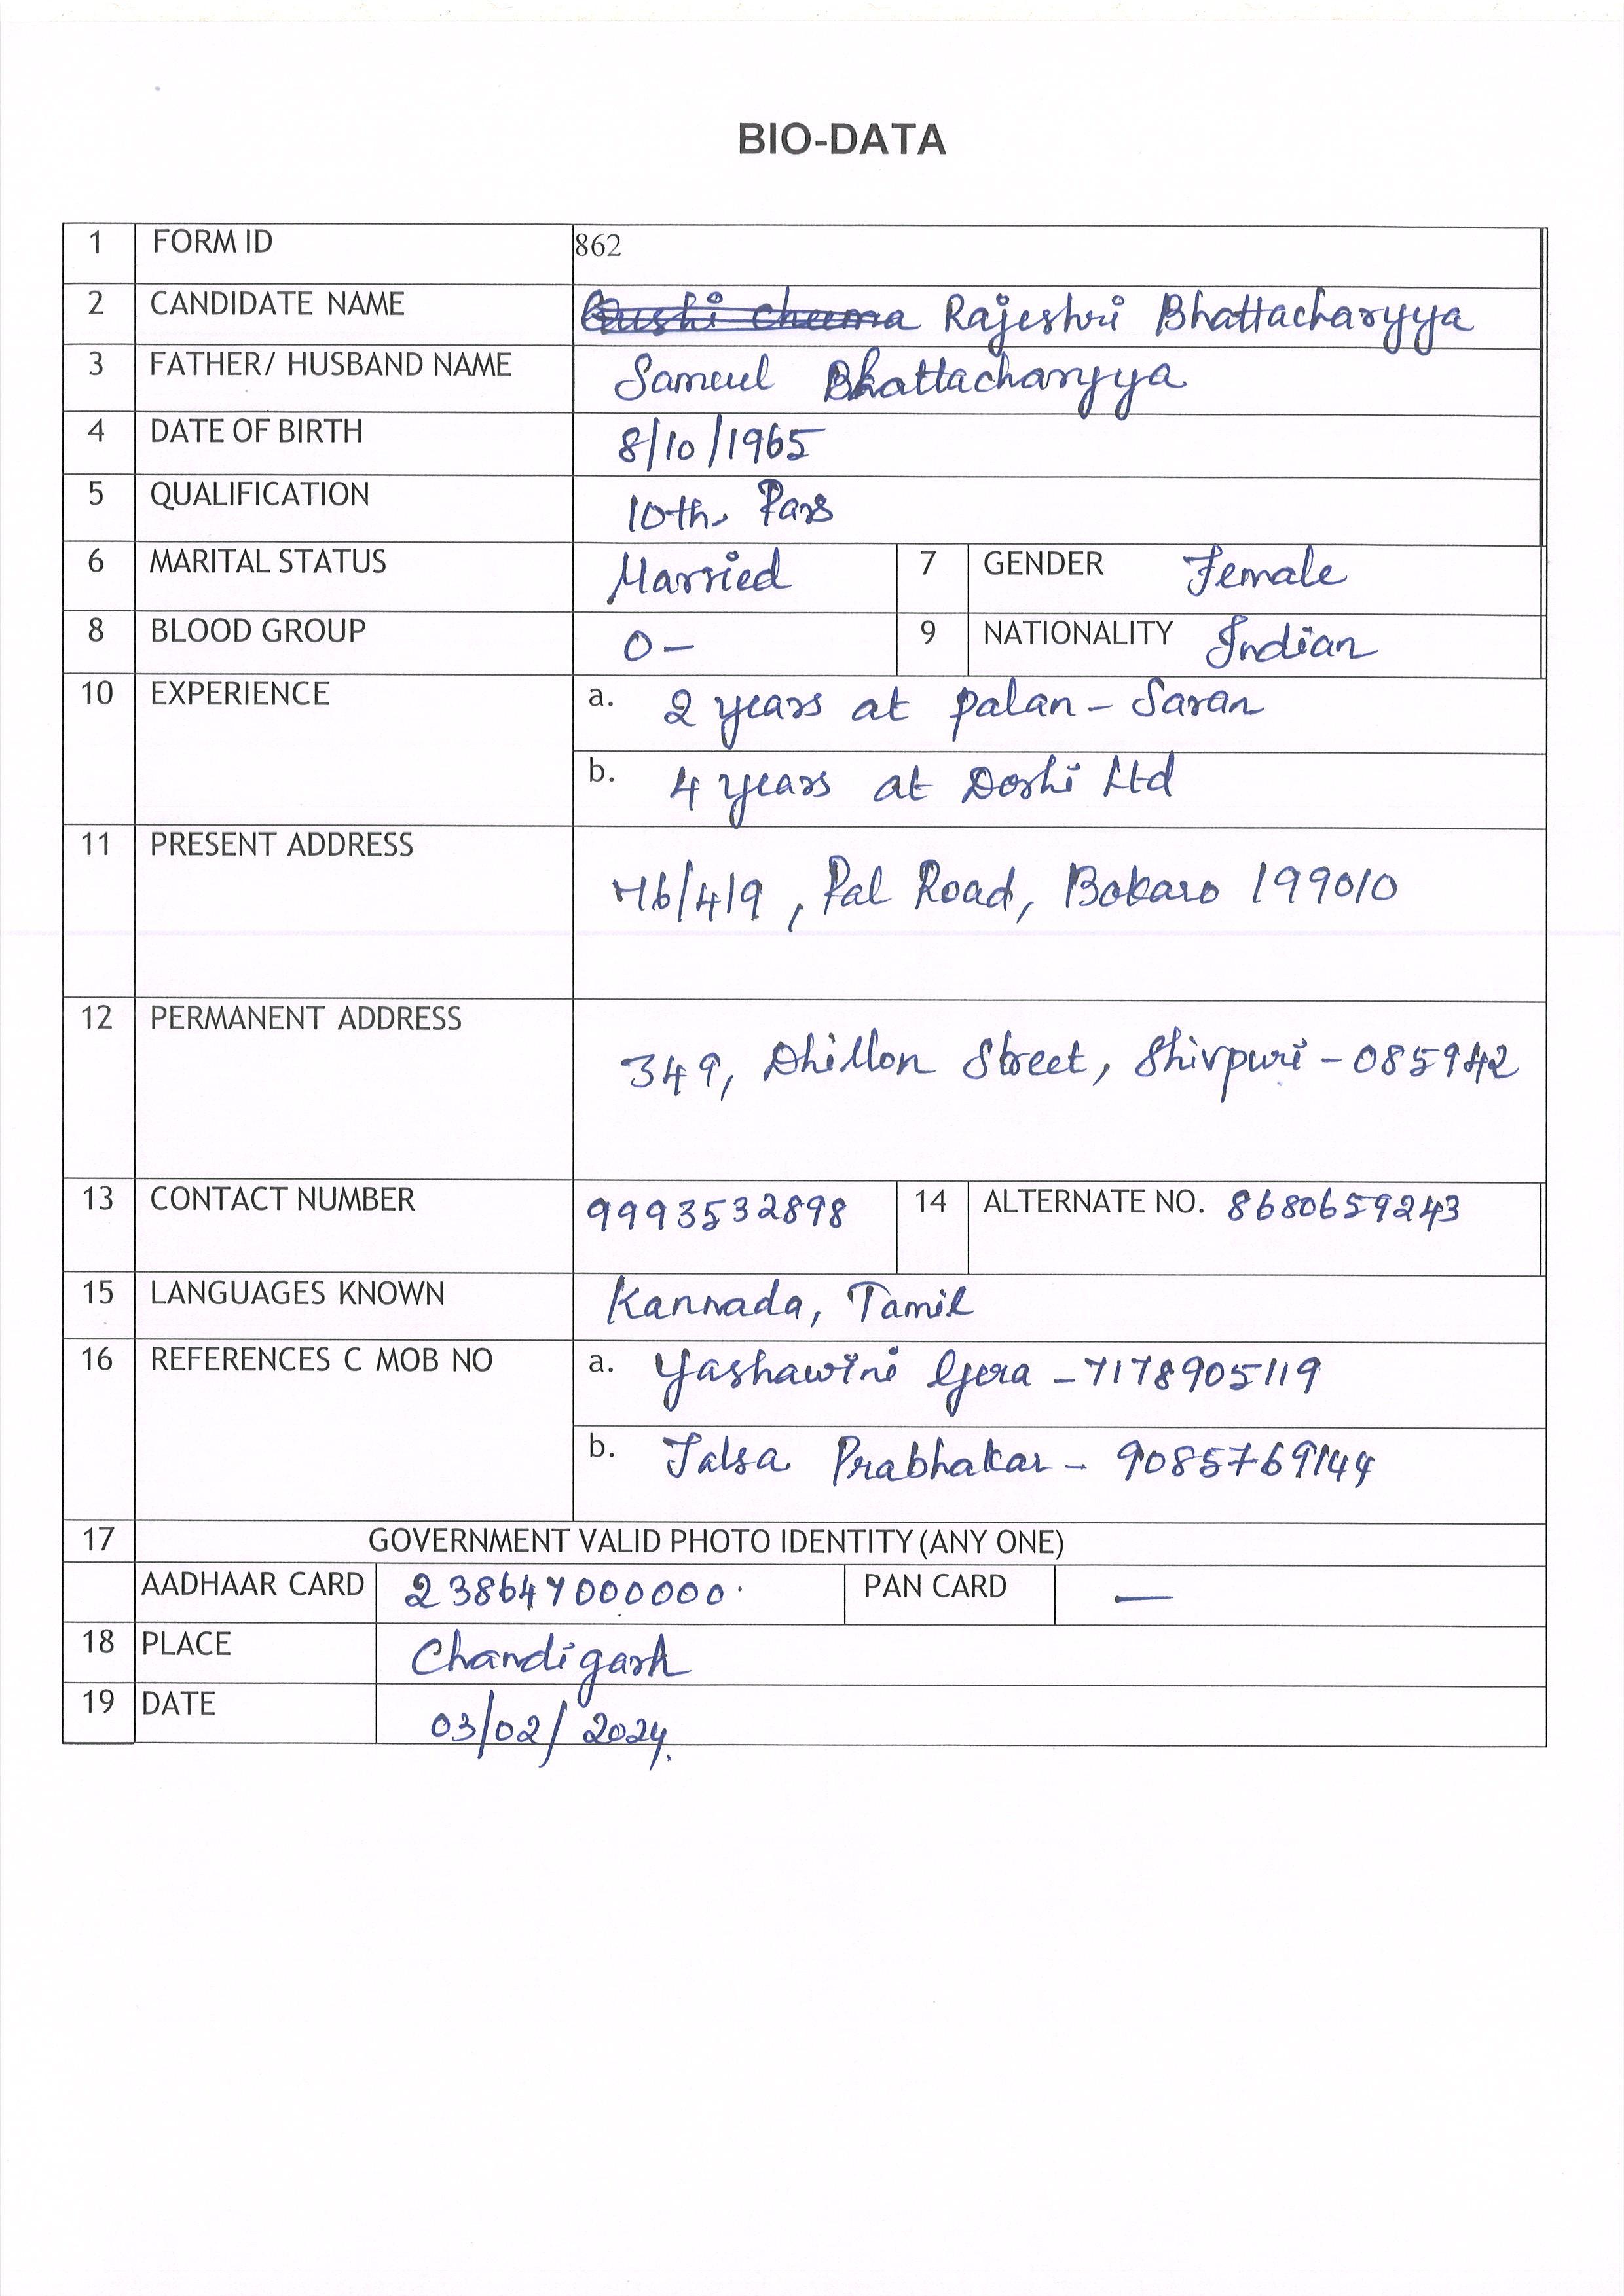 BIO-DATA
1 FORM ID 862
2 CANDIDATE NAME Rajeshri Bhattacharyya
3 FATHER/ HUSBAND NAME Samuul Bhattacharyya
4 DATE OF BIRTH 8/10/1965
5 QUALIFICATION 10th Pass
6 MARITAL STATUS Married 7 GENDER Female
8 BLOOD GROUP O- 9 NATIONALITY Indian
10 EXPERIENCE a. 2 years at Palan - Saran
b. 4 years at Doshi Ltd
11 PRESENT ADDRESS H6/419, Pal Road, Bokaro 199010
12 PERMANENT ADDRESS 349, Dhillon Street, Shivpuri - 085942
13 CONTACT NUMBER 9993532898 14 ALTERNATE NO. 8680659243
15 LANGUAGES KNOWN Kannada, Tamil
16 REFERENCES C MOB NO a. Yashawini Gera - 7178905119
b. Jalsa Prabhakar - 9085769144
17 GOVERNMENT VALID PHOTO IDENTITY (ANY ONE)
AADHAAR CARD 238647000000 PAN CARD —
18 PLACE Chandigarh
19 DATE 03/02/2024